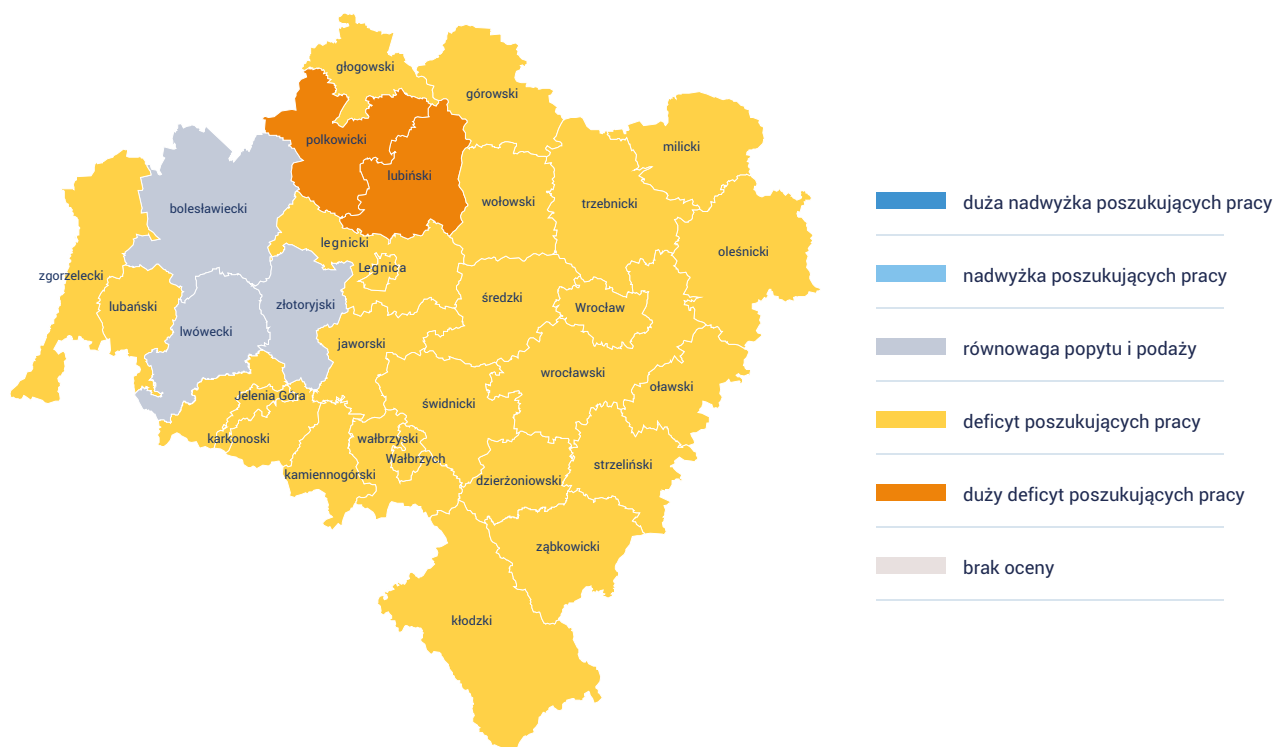 głogowski
górowski
polkowicki
milicki
lubiński
bolesławiecki
wołowski
trzebnicki
duża nadwyżka poszukujących pracy
legnicki
oleśnicki
Legnica
zgorzelecki
nadwyżka poszukujących pracy
lubański
złotoryjski
średzki
Wrocław
lwówecki
jaworski
równowaga popytu i podaży
wrocławski
oławski
Jelenia Góra
świdnicki
deficyt poszukujących pracy
karkonoski
wałbrzyski
Wałbrzych
strzeliński
kamiennogórski
dzierżoniowski
duży deficyt poszukujących pracy
ząbkowicki
brak oceny
kłodzki